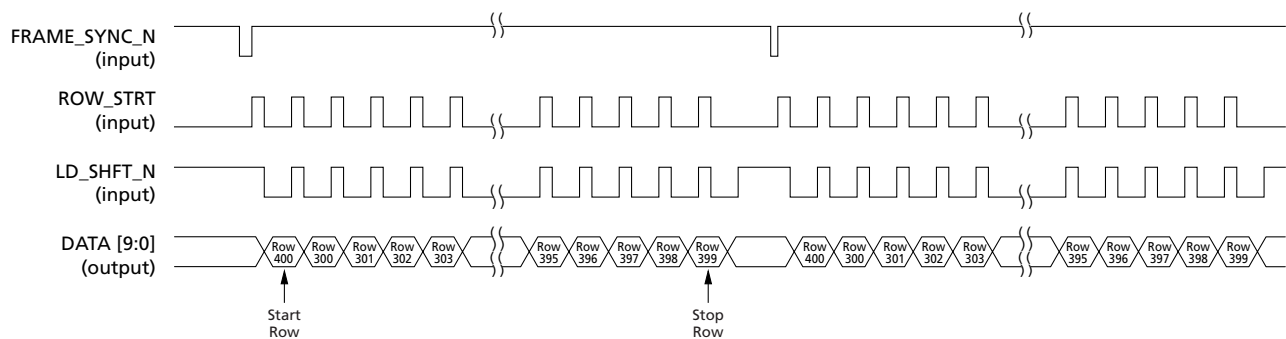 FRAME_SYNC_N
(input)
ROW_STRT
(input)
LD_SHFT_N
(input)
DATA [9:0]
(output)
Row Row Row Row Row Row Row Row Row Row Row Row Row Row Row Row Row Row Row Row
400 300 301 302 303 395 396 397 398 399 400 300 301 302 303 395 396 397 398 399
Start
Row
Stop
Row